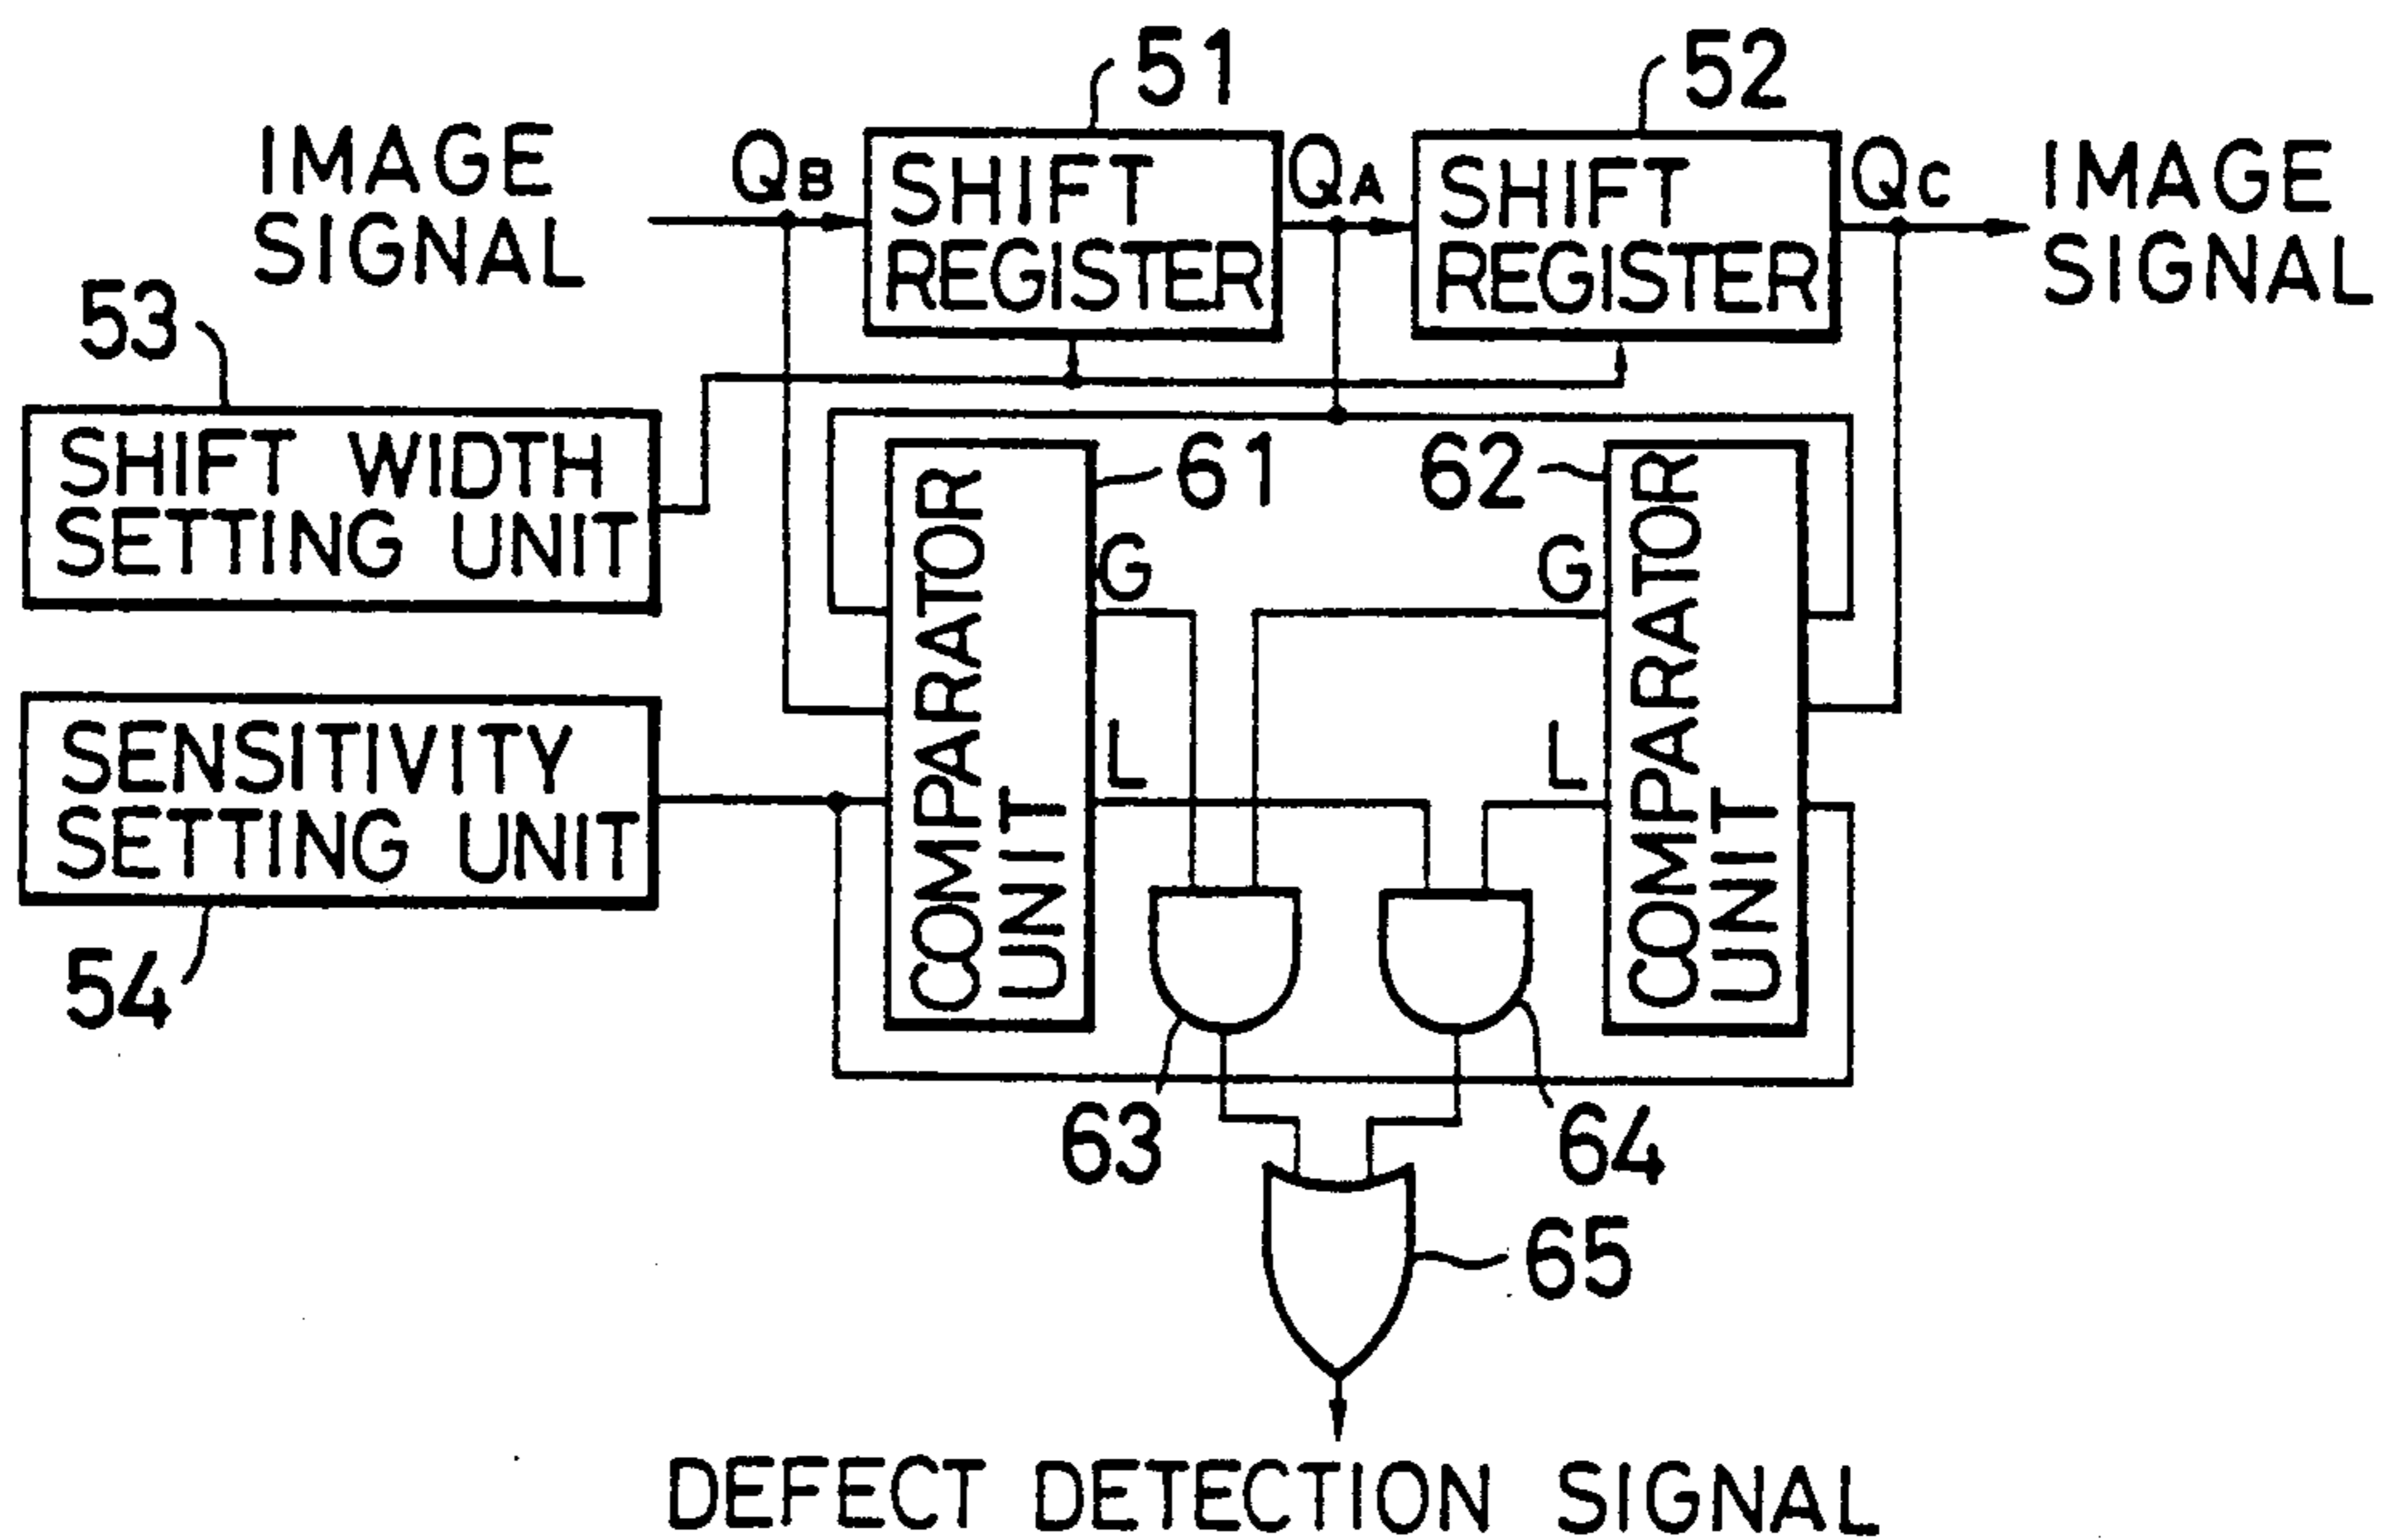 51
52
IMAGE
SIGNAL
QB
SHIFT
REGISTER
QA
SHIFT
REGISTER
QC
IMAGE
SIGNAL
53
SHIFT WIDTH
SETTING UNIT
61
62
COMPARATOR
UNIT
G
G
COMPARATOR
UNIT
L
L
SENSITIVITY
SETTING UNIT
54
63
64
65
DEFECT DETECTION SIGNAL